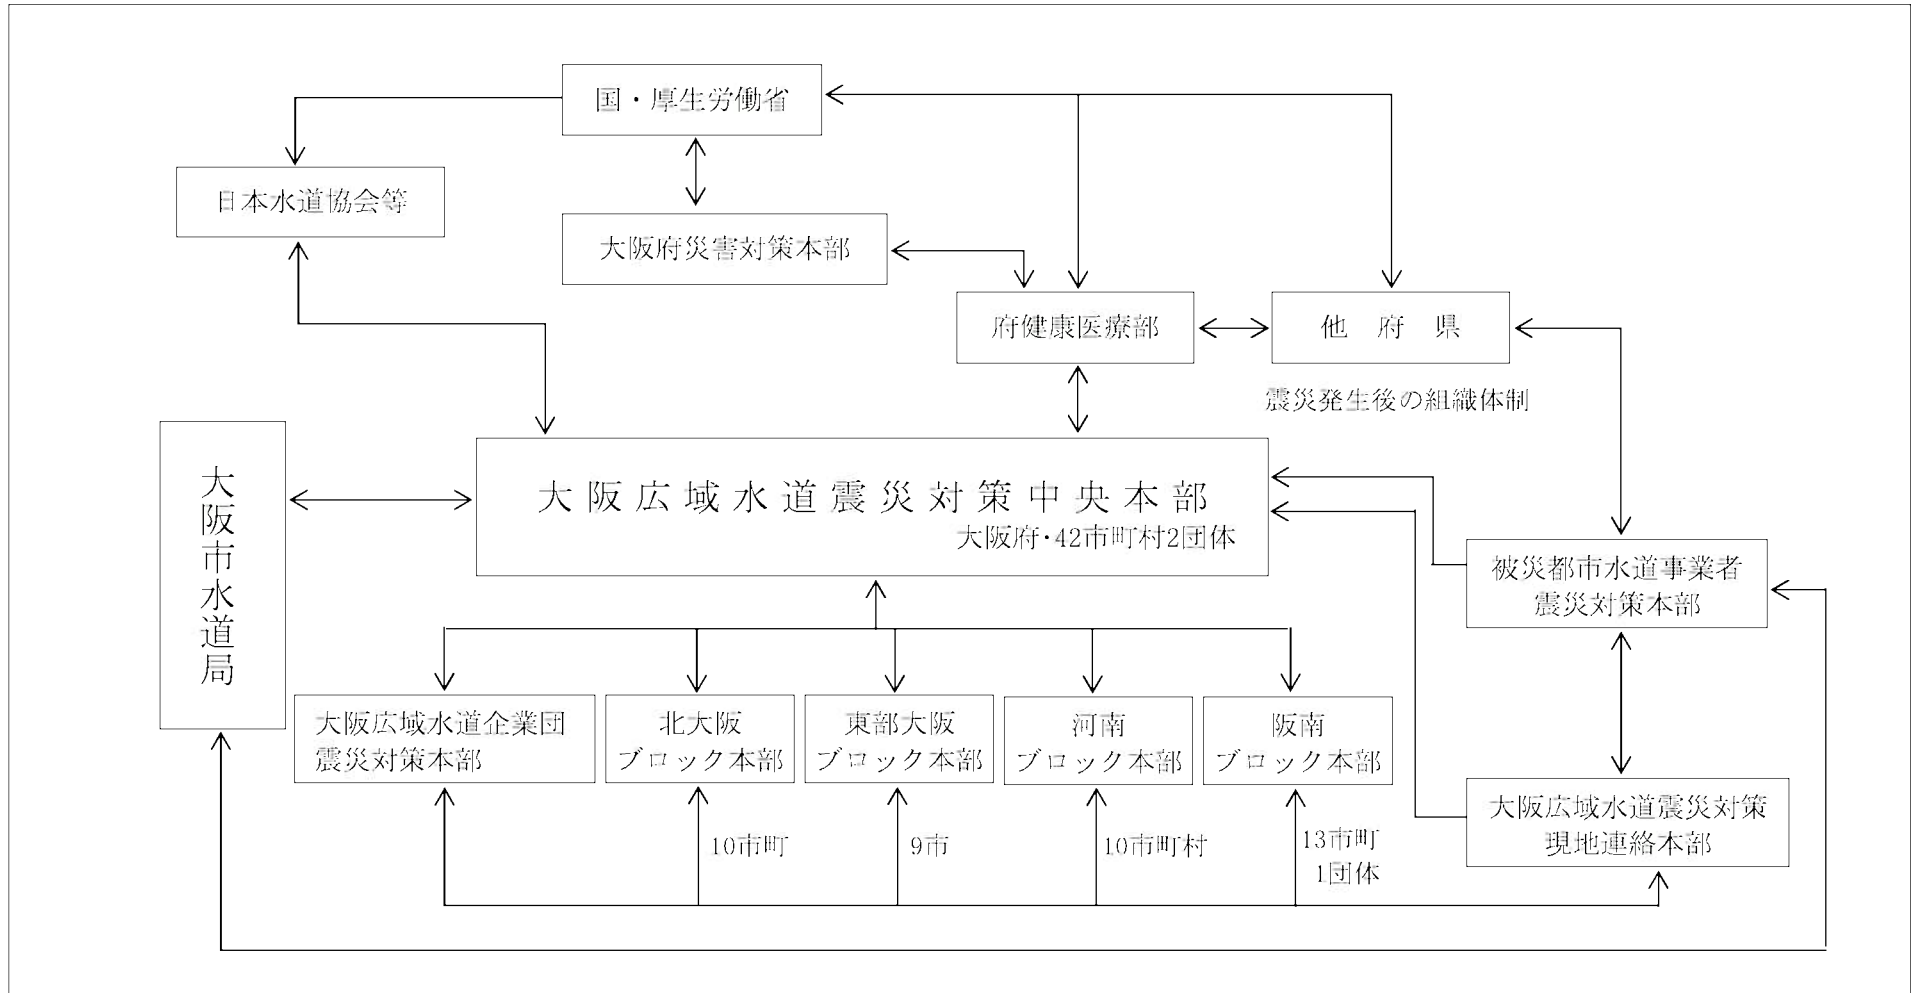 国・厚生労働省
日本水道協会等
大阪府災害対策本部
府健康医療部
他 府 県
震災発生後の組織体制
大阪市水道局
大阪広域水道震災対策中央本部
大阪府・42市町村2団体
被災都市水道事業者
震災対策本部
大阪広域水道企業団
震災対策本部
北大阪
ブロック本部
東部大阪
ブロック本部
河南
ブロック本部
阪南
ブロック本部
大阪広域水道震災対策
現地連絡本部
10市町
9市
10市町村
13市町
1団体